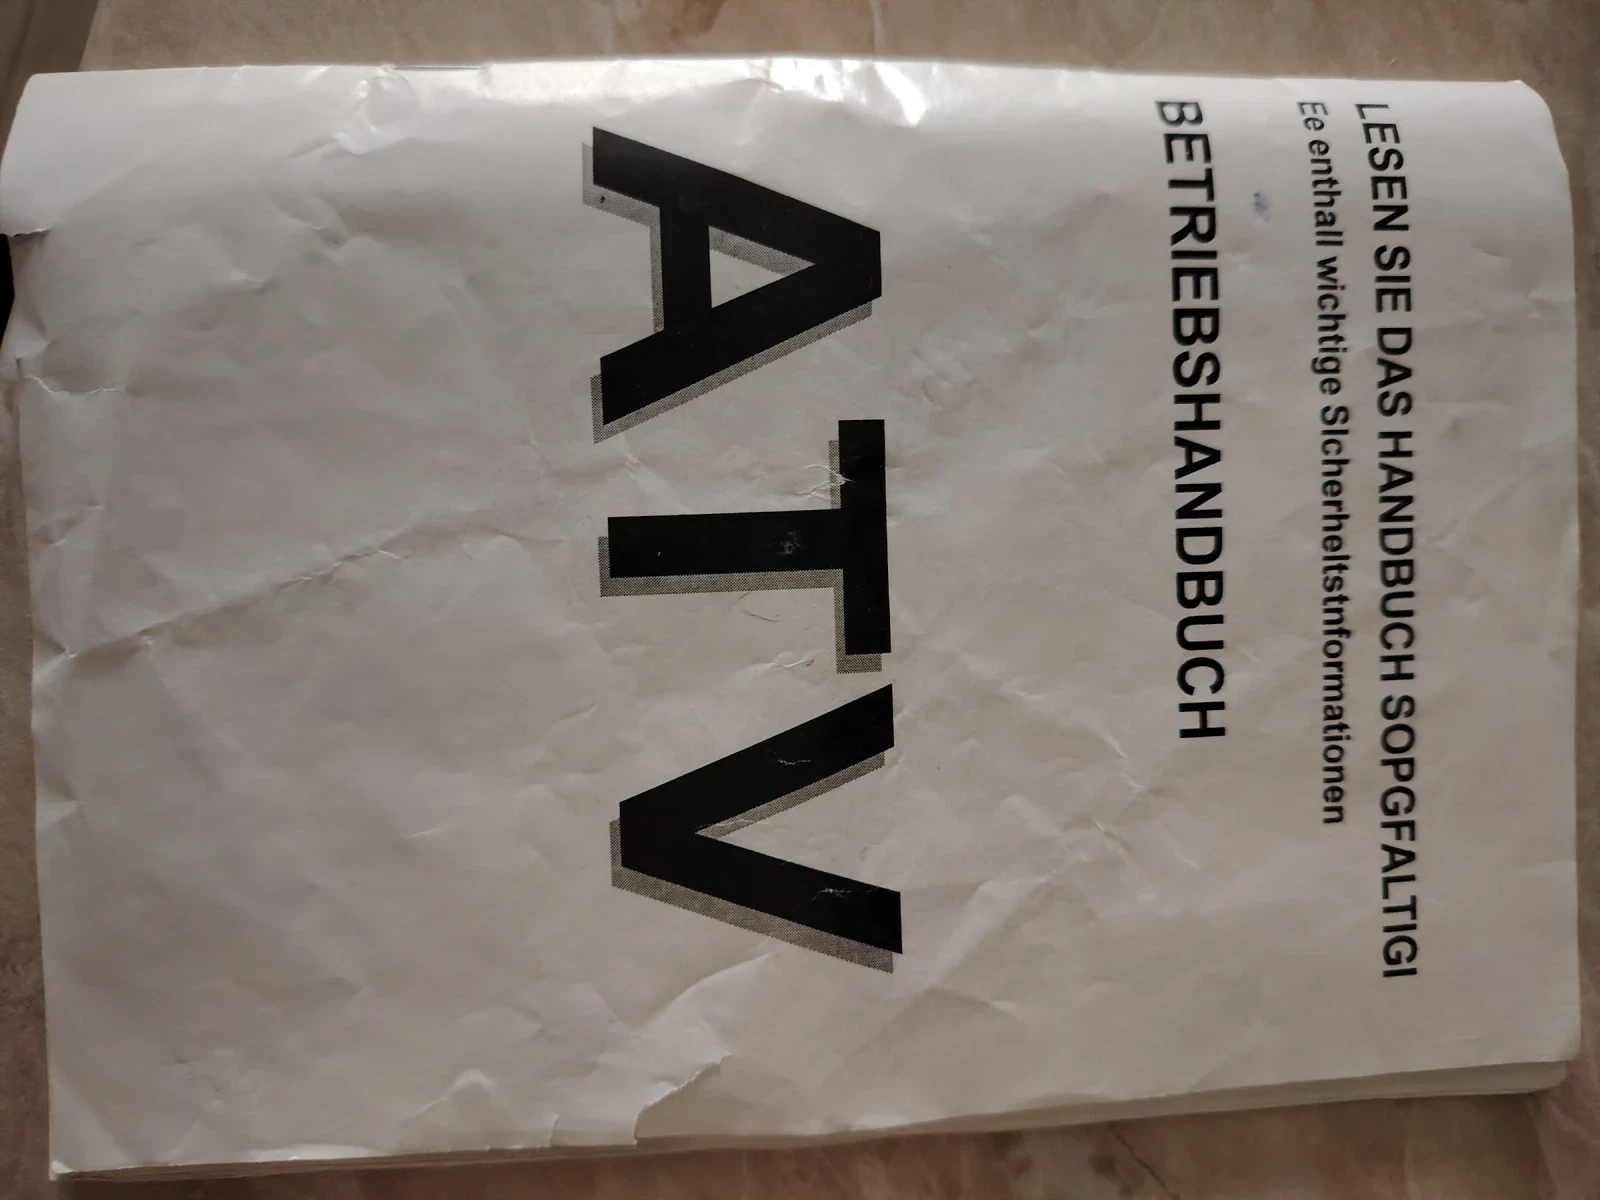 LESEN SIE DAS HANDBUCH SOPGFALTIGI
Ee enthall wichtige SIcherheltstnformationen
BETRIEBSHANDBUCH
ATV